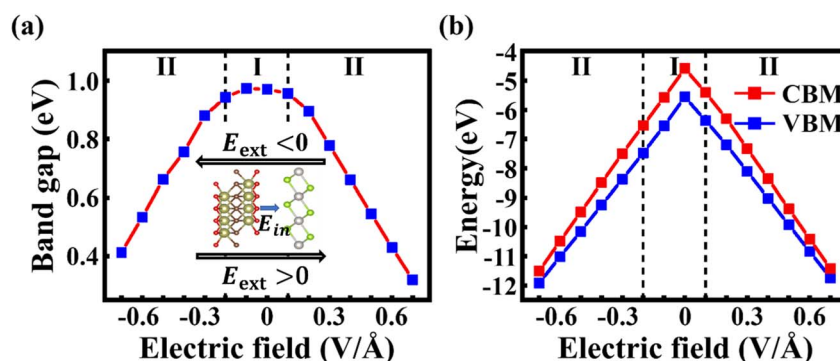 (a)
II
I
II
1.0
0.8
0.6
0.4
Band gap (eV)
E_ext <0
E_in
E_ext >0
-0.6
-0.3
0
0.3
0.6
Electric field (V/Å)
(b)
II
I
II
CBM
VBM
-4
-5
-6
-7
-8
-9
-10
-11
-12
Energy(eV)
-0.6
-0.3
0
0.3
0.6
Electric field (V/Å)